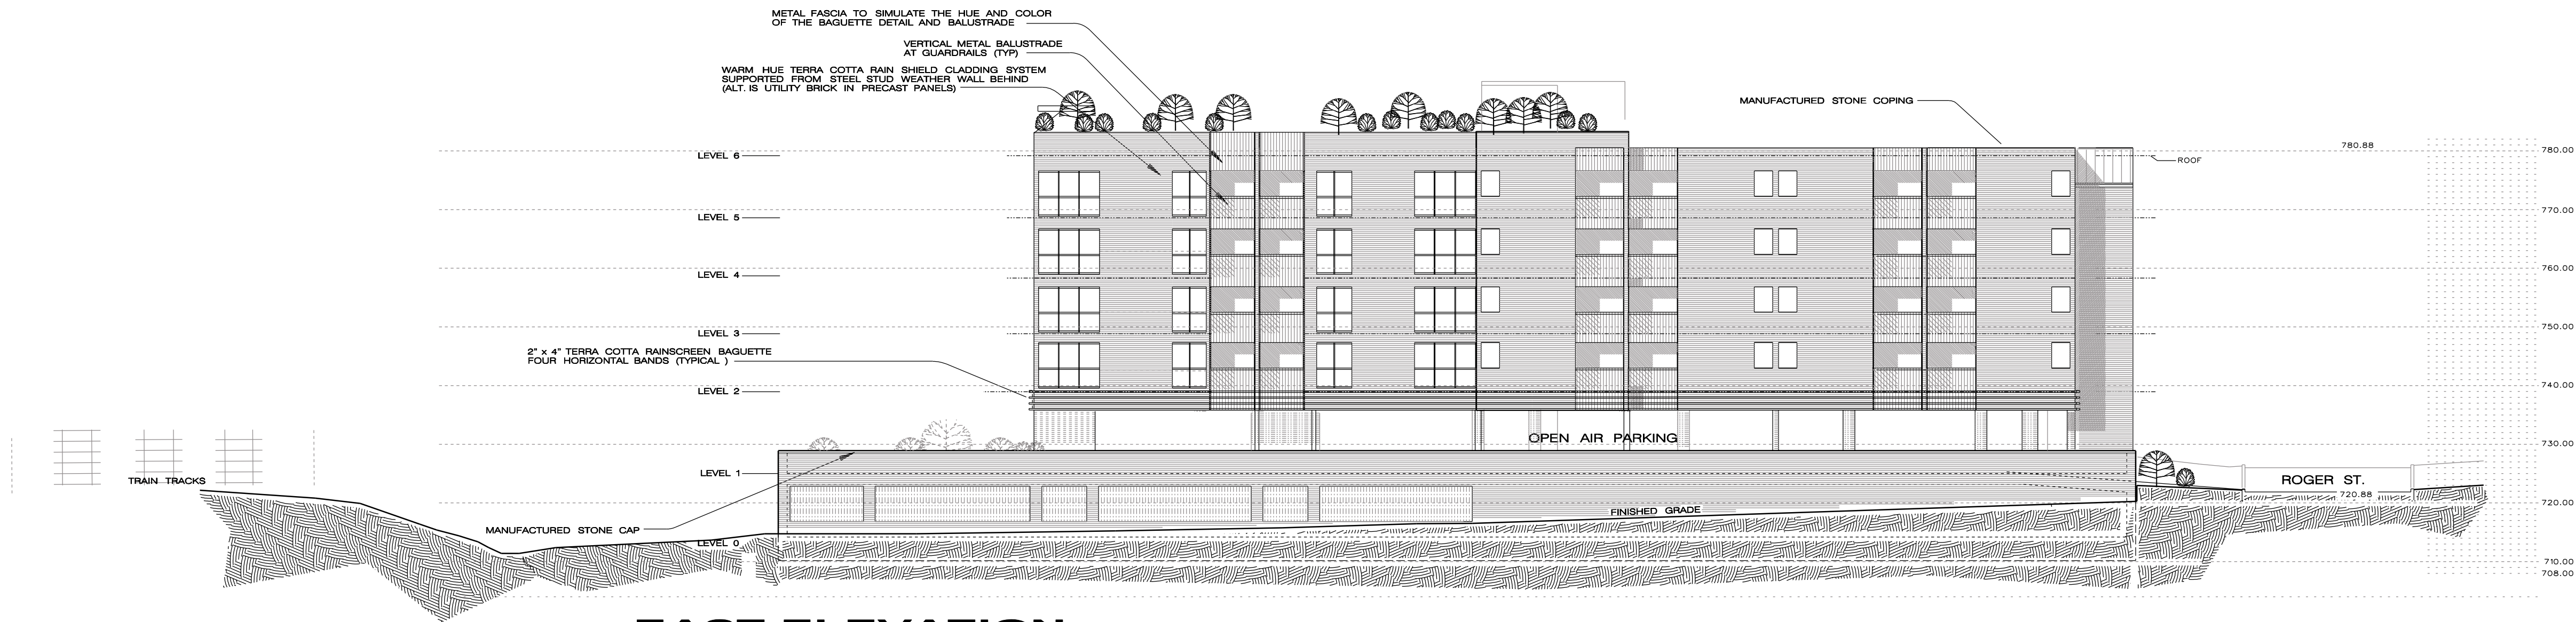 METAL FASCIA TO SIMULATE THE HUE AND COLOR
OF THE BAGUETTE DETAIL AND BALUSTRADE
VERTICAL METAL BALUSTRADE
AT GUARDRAILS (TYP)
WARM HUE TERRA COTTA RAIN SHIELD CLADDING SYSTEM
SUPPORTED FROM STEEL STUD WEATHER WALL BEHIND
(ALT. IS UTILITY BRICK IN PRECAST PANELS)
MANUFACTURED STONE COPING
LEVEL 6
780.88
780.00
ROOF
LEVEL 5
770.00
LEVEL 4
760.00
LEVEL 3
750.00
2" x 4" TERRA COTTA RAINSCREEN BAGUETTE
FOUR HORIZONTAL BANDS (TYPICAL )
LEVEL 2
740.00
OPEN AIR PARKING
730.00
LEVEL 1
TRAIN TRACKS
ROGER ST.
720.88
720.00
FINISHED GRADE
MANUFACTURED STONE CAP
LEVEL 0
710.00
708.00
EAST ELEVATION